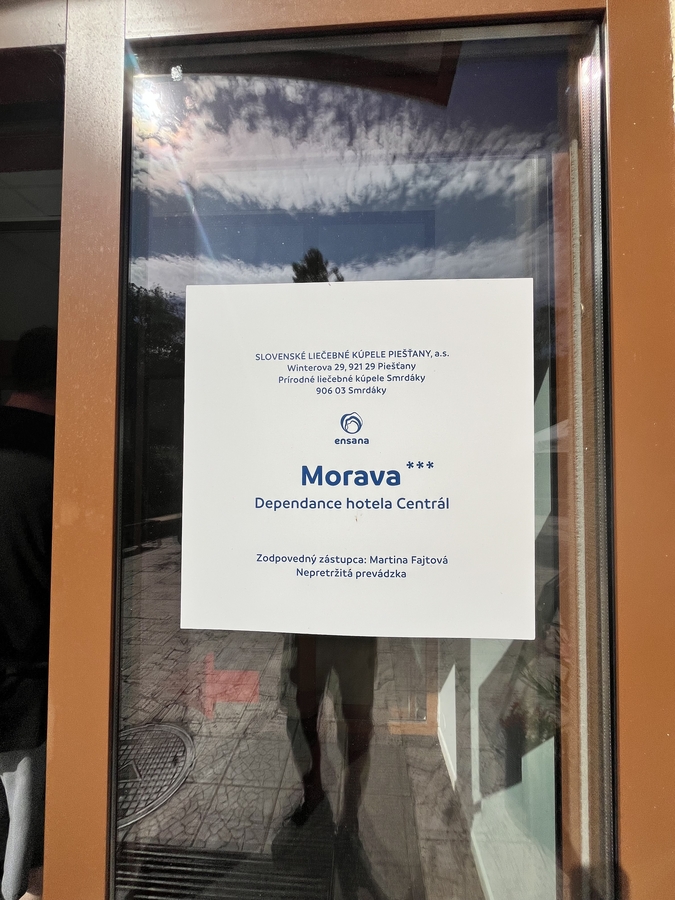 SLOVENSKÉ LIEČEBNÉ KÚPELE PIEŠŤANY, a.s.
Winterova 29, 921 29 Piešťany
Prírodné liečebné kúpele Smrdáky
906 03 Smrdáky
ensana
Morava ***
Dependance hotela Centrál
Zodpovedný zástupca: Martina Fajtová
Nepretržitá prevádzka